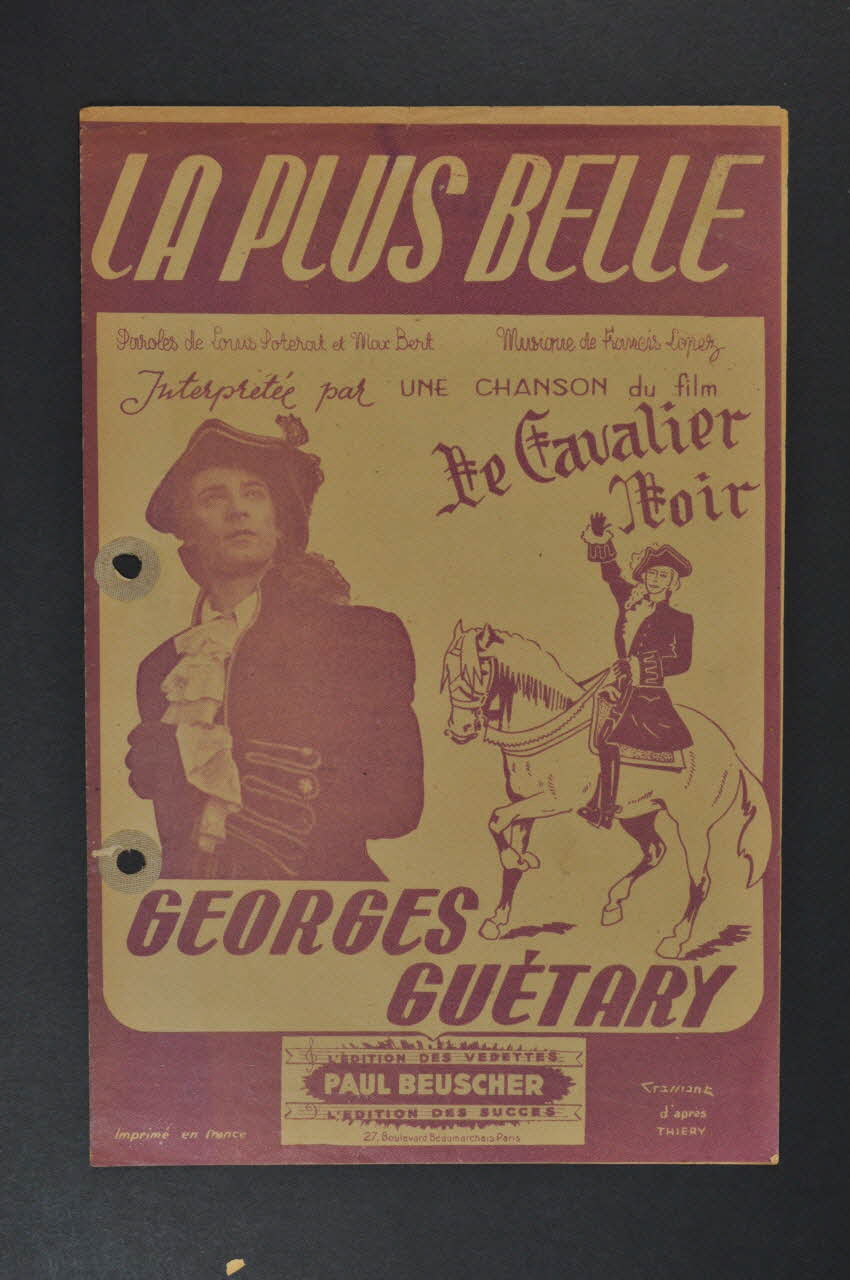 LA PLUS BELLE
Paroles de Louis Poterat et Max Bert
Musique de Francis Lopez
Interprétée par UNE CHANSON du film
Le Cavalier
Noir
GEORGES
GUÉTARY
L'EDITION DES VEDETTES
PAUL BEUSCHER
L'EDITION DES SUCCES
27, Boulevard Beaumarchais Paris
Imprimé en France
d'après
THIERY